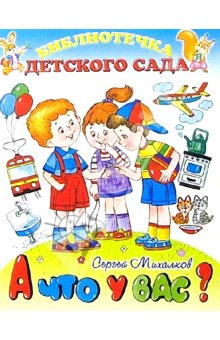 БИБЛИОТЕЧКА
ДЕТСКОГО САДА
Сергей Михалков
А ЧТО У ВАС?